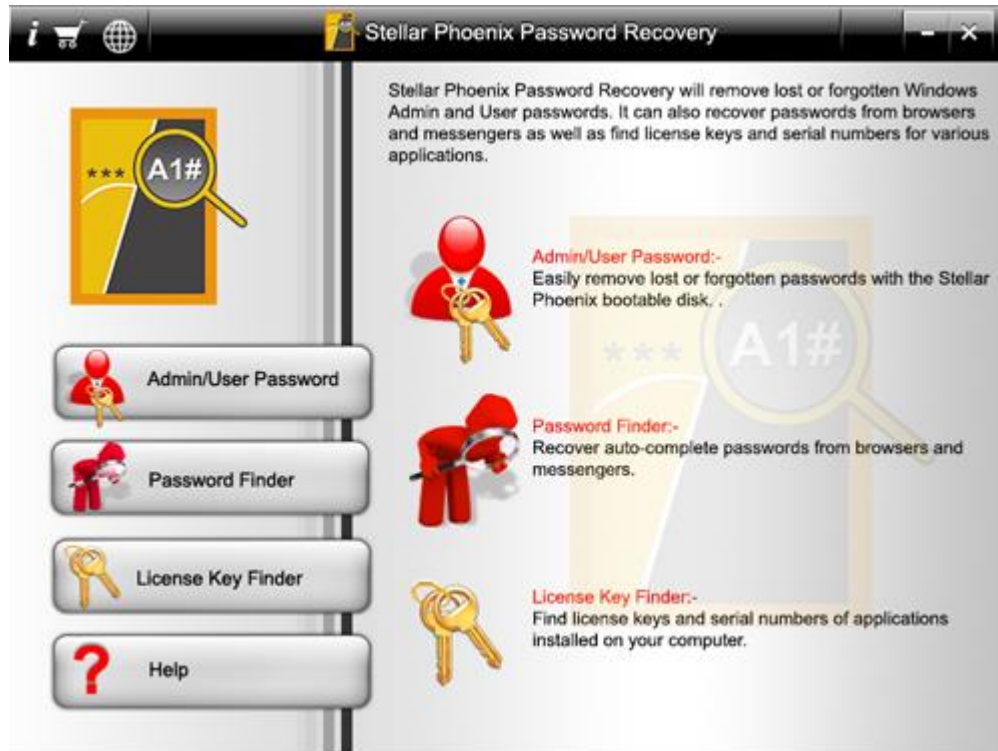 i
Stellar Phoenix Password Recovery
Stellar Phoenix Password Recovery will remove lost or forgotten Windows
Admin and User passwords. It can also recover passwords from browsers
and messengers as well as find license keys and serial numbers for various
applications.
*** A1#
Admin/User Password:-
Easily remove lost or forgotten passwords with the Stellar
Phoenix bootable disk. .
*** A1#
Admin/User Password
Password Finder:-
Recover auto-complete passwords from browsers and
messengers.
Password Finder
License Key Finder
License Key Finder:-
Find license keys and serial numbers of applications
installed on your computer.
? Help